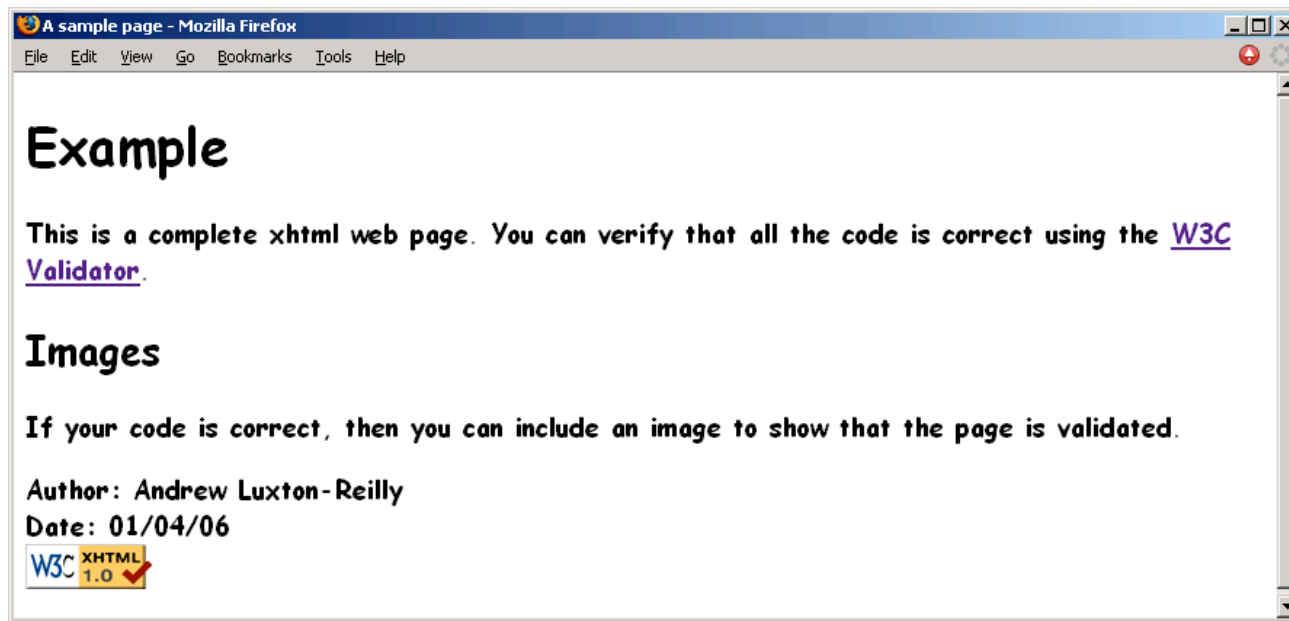 A sample page - Mozilla Firefox
File Edit View Go Bookmarks Tools Help
Example
This is a complete xhtml web page. You can verify that all the code is correct using the W3C
Validator.
Images
If your code is correct, then you can include an image to show that the page is validated.
Author: Andrew Luxton-Reilly
Date: 01/04/06
W3C XHTML
1.0